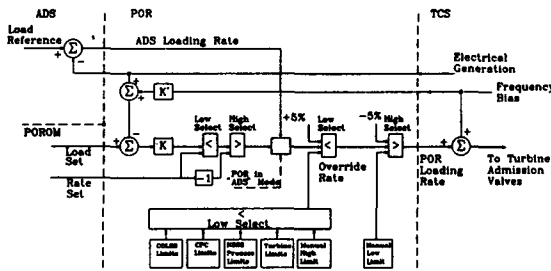 ADS POR TCS
Load Reference
ADS Loading Rate
Electrical Generation
K'
Frequency Bias
POROM
Low Select
High Select
+5%
Low Select
-5%
High Select
Load Set
K
<
>
<
>
Override Rate
POR Loading Rate
To Turbine Admission Valves
Rate Set
-1
POR in ADS Mode
<
Low Select
COLSS Limits
CPC Limits
NSSS Process Limits
Turbine Limits
Manual High Limit
Manual Low Limit